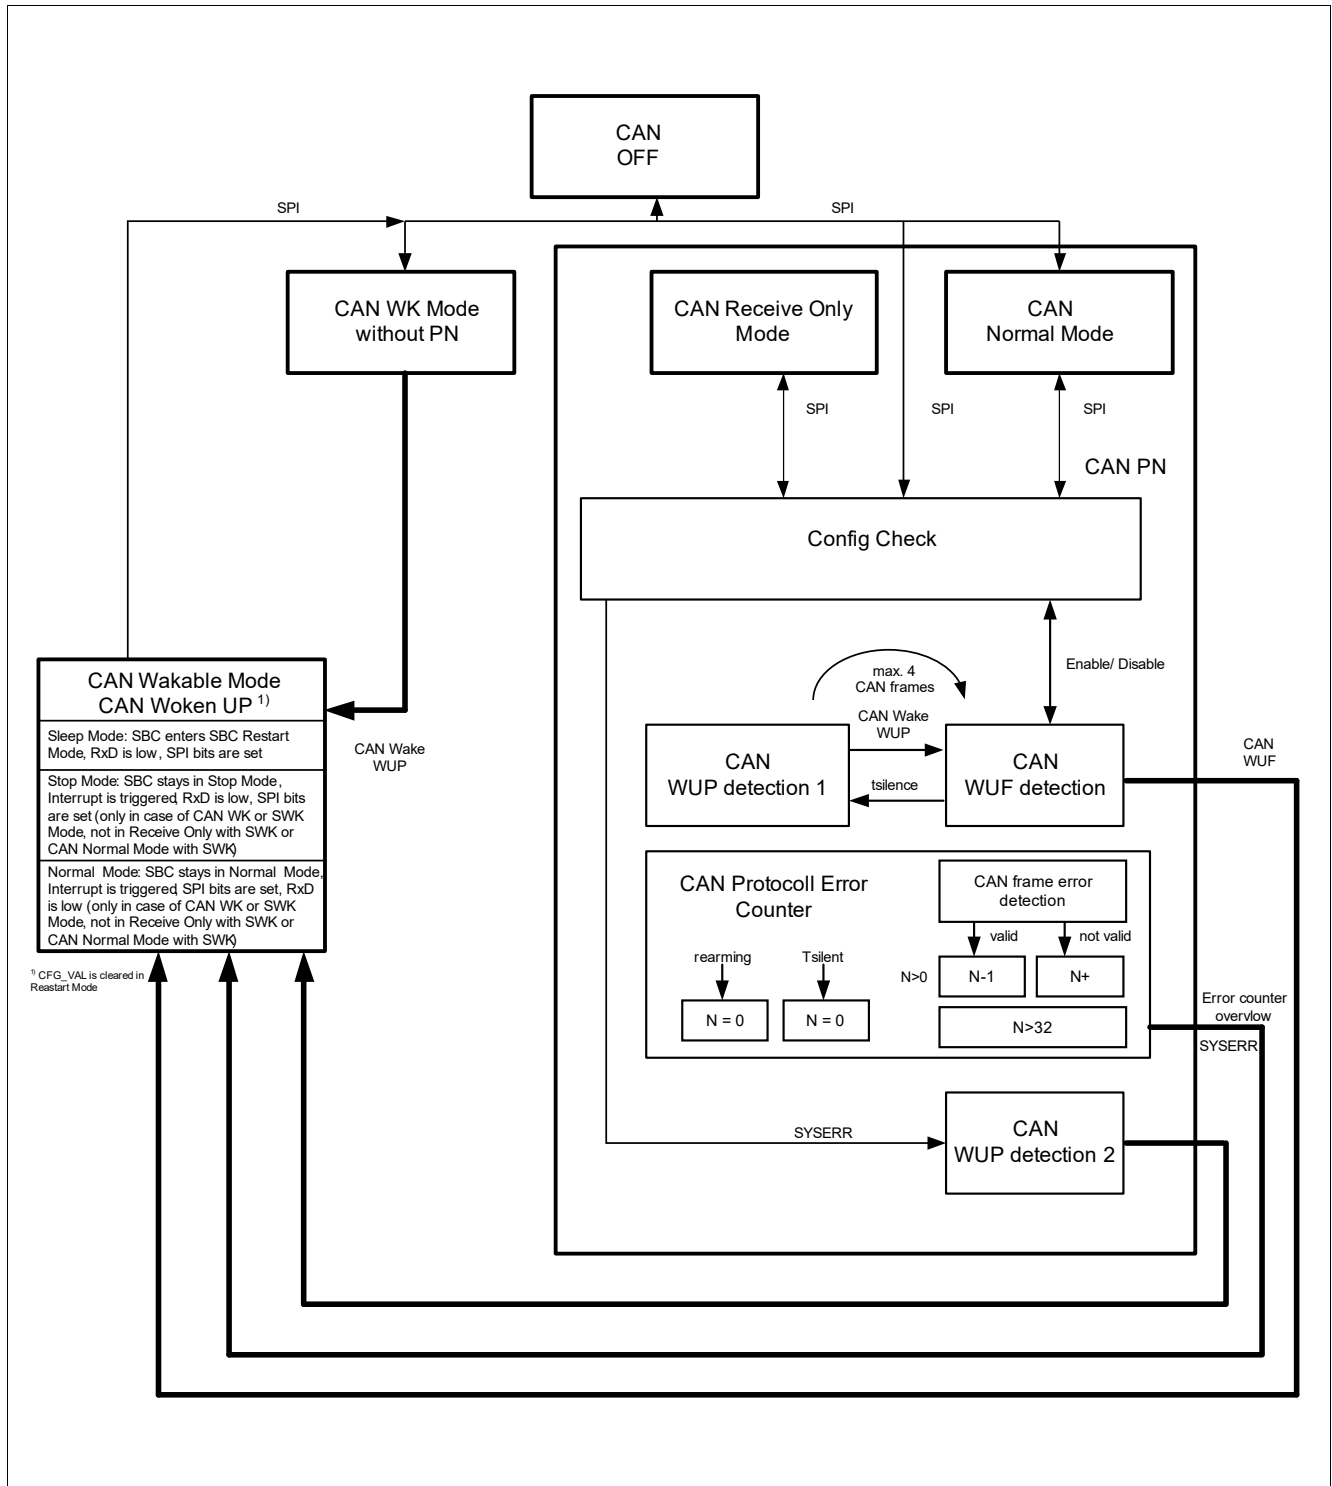 CAN
OFF
SPI
SPI
CAN WK Mode
without PN
CAN Receive Only
Mode
CAN
Normal Mode
SPI
SPI
SPI
CAN PN
Config Check
Enable/ Disable
max. 4
CAN frames
CAN Wake
WUP
tsilence
CAN
WUP detection 1
CAN
WUF detection
CAN
WUF
CAN Wakable Mode
CAN Woken UP 1)
Sleep Mode: SBC enters SBC Restart
Mode, RxD is low, SPI bits are set
Stop Mode: SBC stays in Stop Mode,
Interrupt is triggered, RxD is low, SPI bits
are set (only in case of CAN WK or SWK
Mode, not in Receive Only with SWK or
CAN Normal Mode with SWK)
Normal Mode: SBC stays in Normal Mode,
Interrupt is triggered, SPI bits are set, RxD
is low (only in case of CAN WK or SWK
Mode, not in Receive Only with SWK or
CAN Normal Mode with SWK)
1) CFG_VAL is cleared in
Reastart Mode
CAN Wake
WUP
CAN Protocoll Error
Counter
rearming
Tsilent
N = 0
N = 0
CAN frame error
detection
valid
not valid
N>0
N-1
N+
N>32
Error counter
overvlow
SYSERR
SYSERR
CAN
WUP detection 2